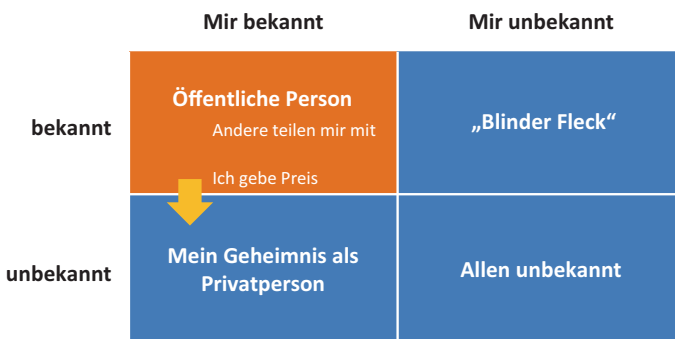 Mir bekannt
Mir unbekannt
bekannt
Öffentliche Person
Andere teilen mir mit
Ich gebe Preis
„Blinder Fleck“
unbekannt
Mein Geheimnis als
Privatperson
Allen unbekannt